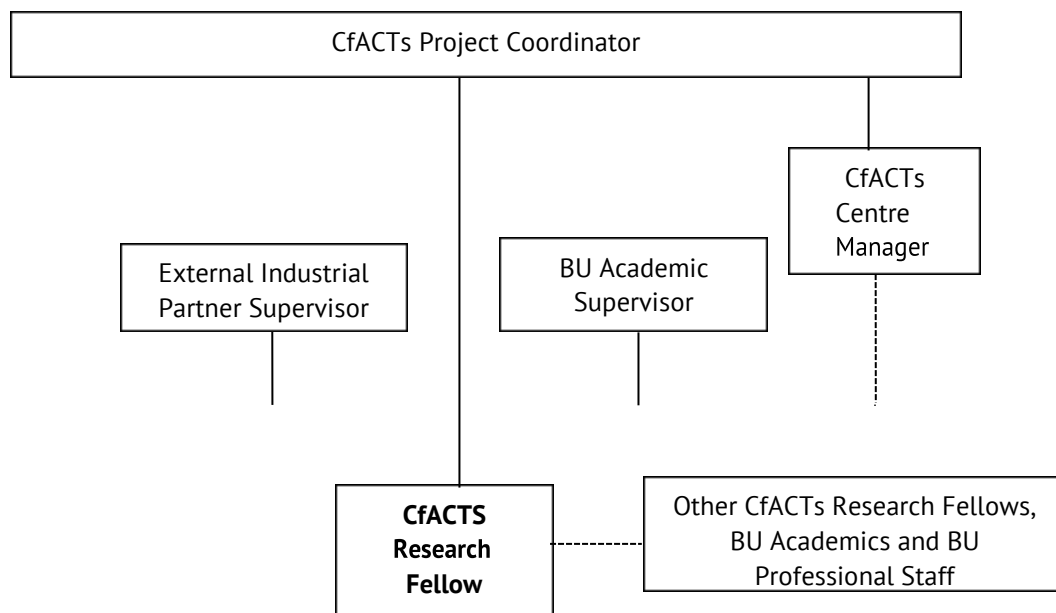 CfACTs Project Coordinator
CfACTs
Centre
Manager
External Industrial
Partner Supervisor
BU Academic
Supervisor
CfACTS
Research
Fellow
Other CfACTs Research Fellows,
BU Academics and BU
Professional Staff